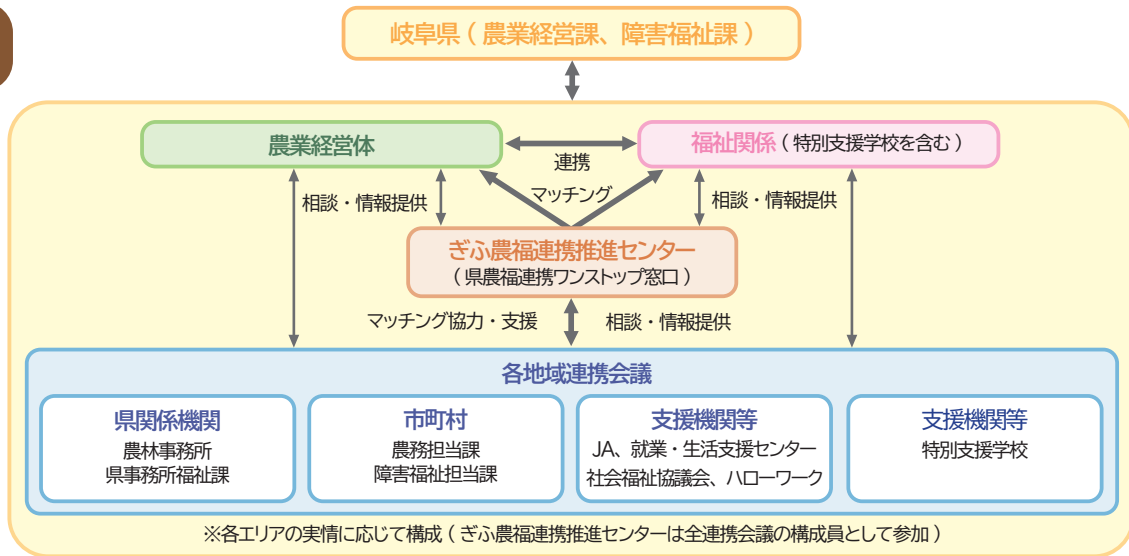 岐阜県（農業経営課、障害福祉課）
農業経営体
福祉関係（特別支援学校を含む）
連携
マッチング
相談・情報提供
相談・情報提供
ぎふ農福連携推進センター
（県農福連携ワンストップ窓口）
マッチング協力・支援
相談・情報提供
各地域連携会議
県関係機関
農林事務所
県事務所福祉課
市町村
農務担当課
障害福祉担当課
支援機関等
JA、就業・生活支援センター
社会福祉協議会、ハローワーク
支援機関等
特別支援学校
※各エリアの実情に応じて構成（ぎふ農福連携推進センターは全連携会議の構成員として参加）